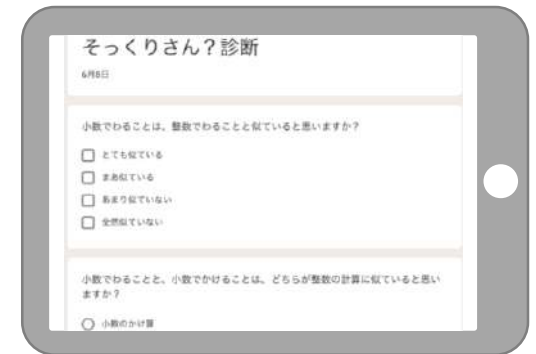 そっくりさん？診断
6月8日
小数でわることは、整数でわることと似ていると思いますか？
とても似ている
まあ似ている
あまり似ていない
全然似ていない
小数でわることと、小数でかけることは、どちらが整数の計算に似ていると思い
ますか？
小数のかけ算